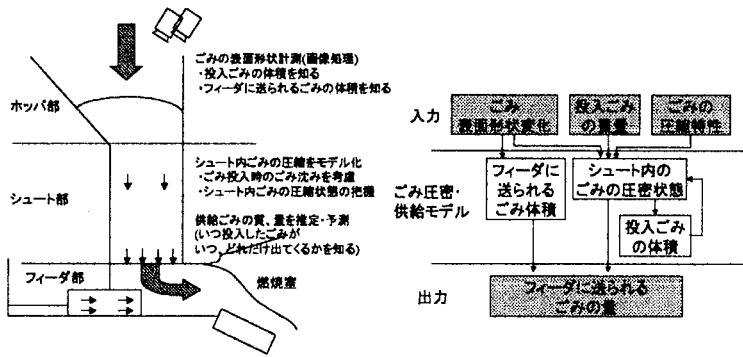 ごみの表面形状計測(画像処理)
・投入ごみの体積を知る
・フィーダに送られるごみの体積を知る
ホッパ部
シュート内ごみの圧縮をモデル化
・ごみ投入時のごみ沈みを考慮
・シュート内ごみの圧縮状態の把握
シュート部
供給ごみの質、量を推定・予測
(いつ投入したごみが
いつ、どれだけ出てくるかを知る)
フィーダ部
燃焼室
入力
ごみ
表面形状変化
投入ごみ
の重量
ごみの
圧縮特性
ごみ圧密・
供給モデル
フィーダに
送られる
ごみ体積
シュート内の
ごみの圧密状態
投入ごみ
の体積
出力
フィーダに送られる
ごみの量